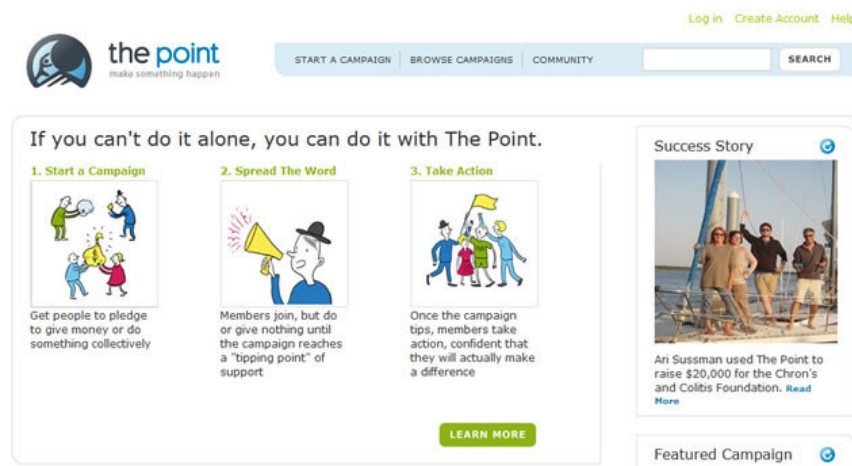 Log in Create Account Help
the point
make something happen
START A CAMPAIGN BROWSE CAMPAIGNS COMMUNITY SEARCH
If you can't do it alone, you can do it with The Point.
1. Start a Campaign
Get people to pledge
to give money or do
something collectively
2. Spread The Word
Members join, but do
or give nothing until
the campaign reaches
a "tipping point" of
support
3. Take Action
Once the campaign
tips, members take
action, confident that
they will actually make
a difference
LEARN MORE
Success Story
Ari Sussman used The Point to
raise $20,000 for the Chron's
and Colitis Foundation. Read
More
Featured Campaign